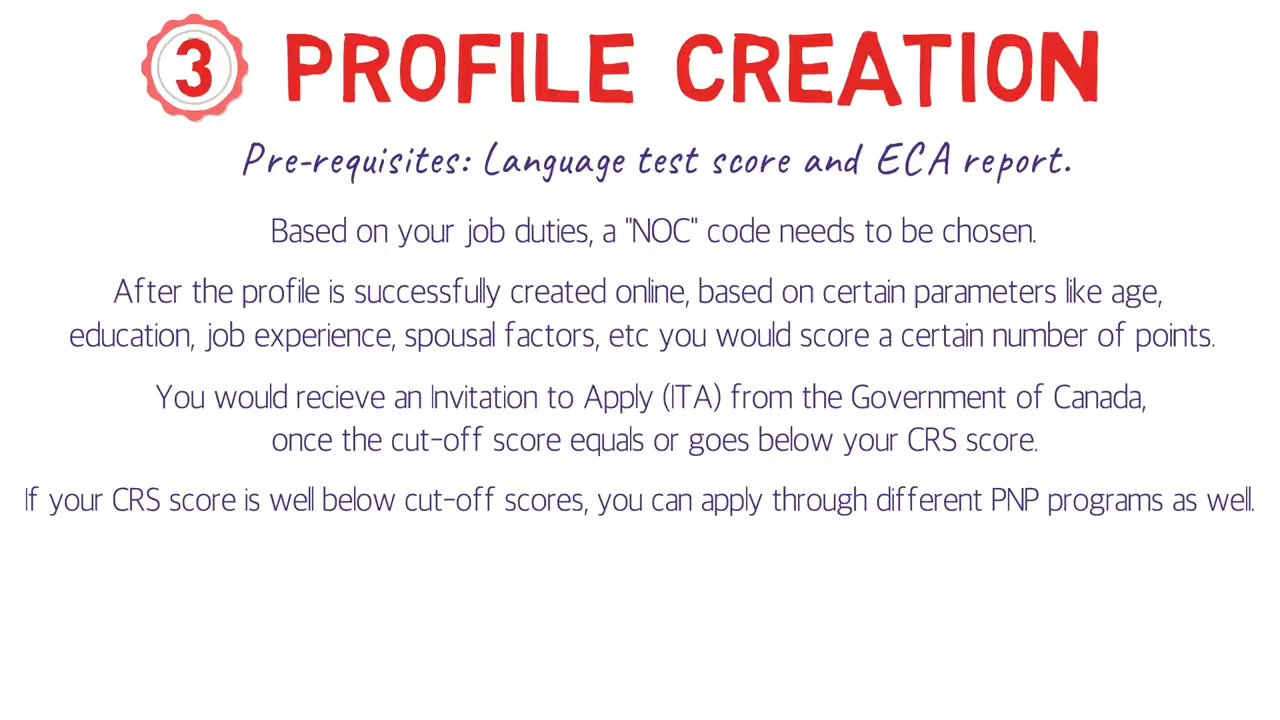 3 PROFILE CREATION
Pre-requisites: Language test score and ECA report.
Based on your job duties, a "NOC" code needs to be chosen.
After the profile is successfully created online, based on certain parameters like age,
education, job experience, spousal factors, etc you would score a certain number of points.
You would recieve an Invitation to Apply (ITA) from the Government of Canada,
once the cut-off score equals or goes below your CRS score.
If your CRS score is well below cut-off scores, you can apply through different PNP programs as well.